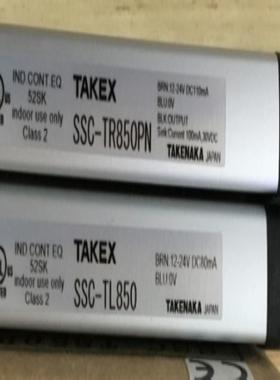 IND CONT EQ
52SK
indoor use only
Class 2
TAKEX
SSC-TR850PN
BRN:12-24V DC110mA
BLU:0V
BLK:OUTPUT
Sink Current 100mA,30VDC
TAKENAKA JAPAN
IND CONT EQ
52SK
indoor use only
Class 2
TAKEX
SSC-TL850
BRN:12-24V DC80mA
BLU:0V
TAKENAKA JAPAN